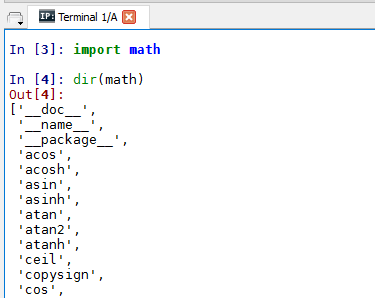 IP: Terminal 1/A
In [3]: import math
In [4]: dir(math)
Out[4]:
['__doc__',
 '__name__',
 '__package__',
 'acos',
 'acosh',
 'asin',
 'asinh',
 'atan',
 'atan2',
 'atanh',
 'ceil',
 'copysign',
 'cos',